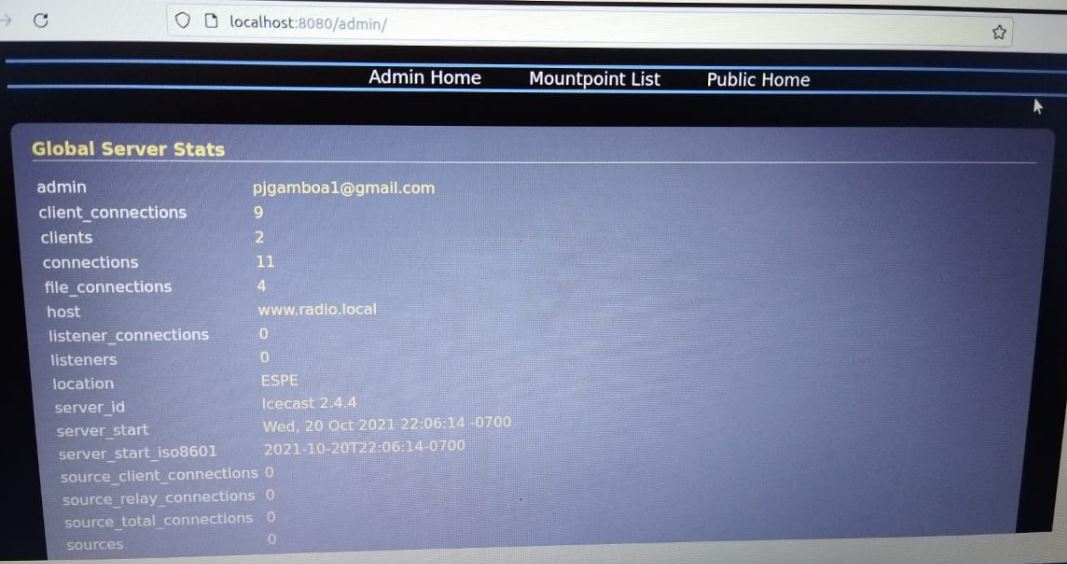 localhost:8080/admin/
Admin Home Mountpoint List Public Home
Global Server Stats
admin pjgamboa1@gmail.com
client_connections 9
clients 2
connections 11
file_connections 4
host www.radio.local
listener_connections 0
listeners 0
location ESPE
server_id Icecast 2.4.4
server_start Wed, 20 Oct 2021 22:06:14 -0700
server_start_iso8601 2021-10-20T22:06:14-0700
source_client_connections 0
source_relay_connections 0
source_total_connections 0
sources 0